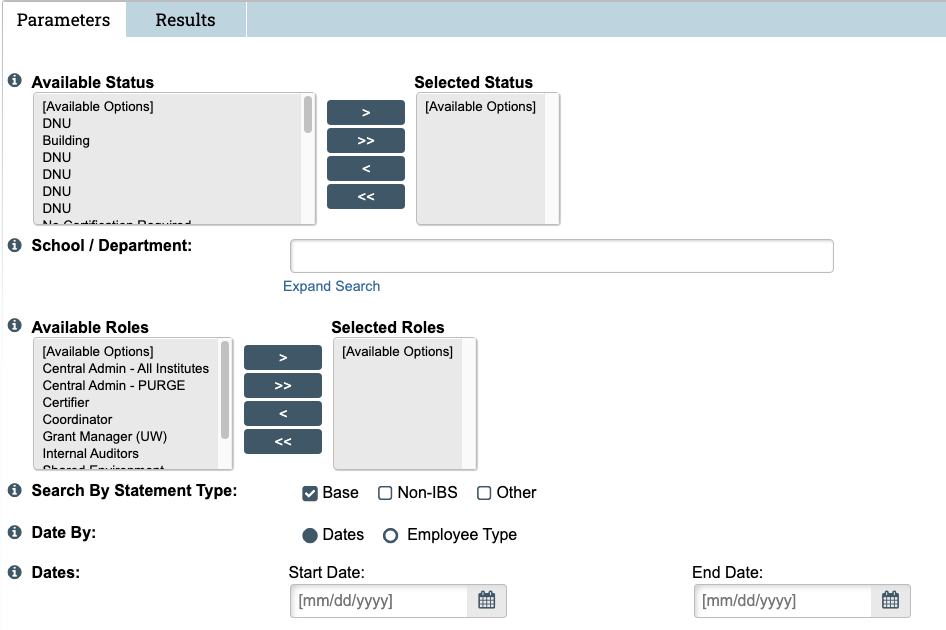 Parameters Results
Available Status Selected Status
[Available Options] [Available Options]
DNU
Building
DNU
DNU
DNU
DNU
No Certification Required
>
>>
<
<<
School / Department:
Expand Search
Available Roles Selected Roles
[Available Options] [Available Options]
Central Admin - All Institutes
Central Admin - PURGE
Certifier
Coordinator
Grant Manager (UW)
Internal Auditors
Shared Environment
>
>>
<
<<
Search By Statement Type: Base Non-IBS Other
Date By: Dates Employee Type
Dates: Start Date: End Date:
[mm/dd/yyyy] [mm/dd/yyyy]